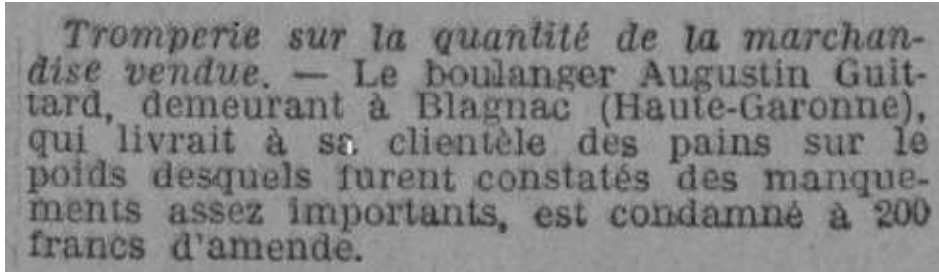 Tromperie sur la quantité de la marchan-
dise vendue. — Le boulanger Augustin Guit-
tard, demeurant à Blagnac (Haute-Garonne),
qui livrait à sa clientèle des pains sur le
poids desquels furent constatés des manque-
ments assez importants, est condamné à 200
francs d'amende.